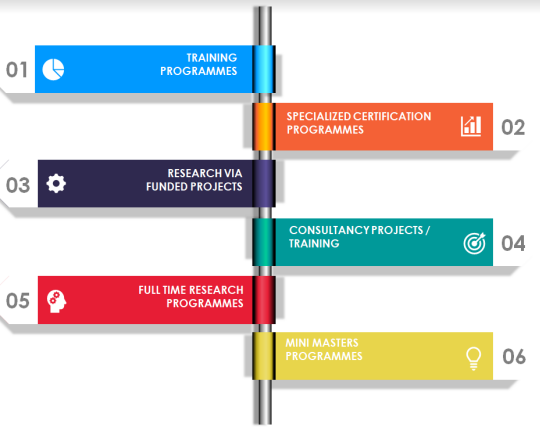 01
TRAINING
PROGRAMMES
SPECIALIZED CERTIFICATION
PROGRAMMES
02
03
RESEARCH VIA
FUNDED PROJECTS
CONSULTANCY PROJECTS /
TRAINING
04
05
FULL TIME RESEARCH
PROGRAMMES
MINI MASTERS
PROGRAMMES
06